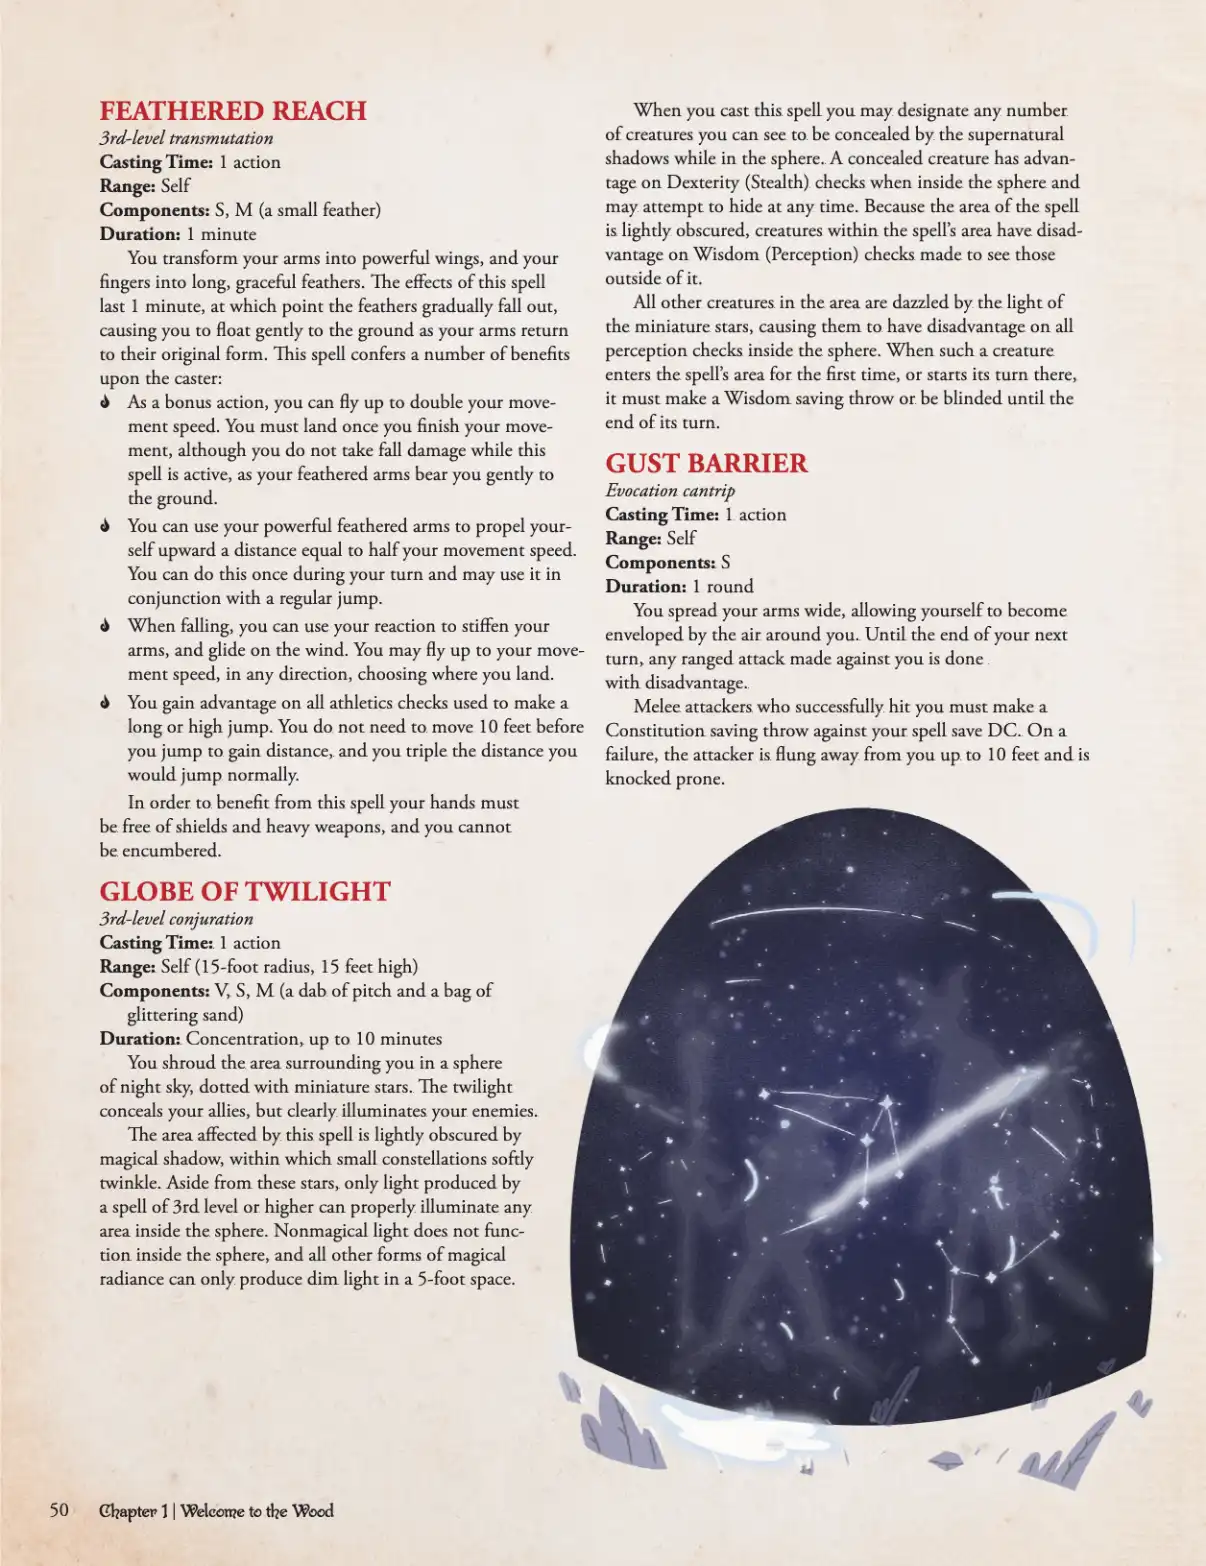 FEATHERED REACH
3rd-level transmutation
Casting Time: 1 action
Range: Self
Components: S, M (a small feather)
Duration: 1 minute
You transform your arms into powerful wings, and your
fingers into long, graceful feathers. The effects of this spell
last 1 minute, at which point the feathers gradually fall out,
causing you to float gently to the ground as your arms return
to their original form. This spell confers a number of benefits
upon the caster:
As a bonus action, you can fly up to double your move-
ment speed. You must land once you finish your move-
ment, although you do not take fall damage while this
spell is active, as your feathered arms bear you gently to
the ground.
You can use your powerful feathered arms to propel your-
self upward a distance equal to half your movement speed.
You can do this once during your turn and may use it in
conjunction with a regular jump.
When falling, you can use your reaction to stiffen your
arms, and glide on the wind. You may fly up to your move-
ment speed, in any direction, choosing where you land.
You gain advantage on all athletics checks used to make a
long or high jump. You do not need to move 10 feet before
you jump to gain distance, and you triple the distance you
would jump normally.
In order to benefit from this spell your hands must
be free of shields and heavy weapons, and you cannot
be encumbered.
GLOBE OF TWILIGHT
3rd-level conjuration
Casting Time: 1 action
Range: Self (15-foot radius, 15 feet high)
Components: V, S, M (a dab of pitch and a bag of
glittering sand)
Duration: Concentration, up to 10 minutes
You shroud the area surrounding you in a sphere
of night sky, dotted with miniature stars. The twilight
conceals your allies, but clearly illuminates your enemies.
The area affected by this spell is lightly obscured by
magical shadow, within which small constellations softly
twinkle. Aside from these stars, only light produced by
a spell of 3rd level or higher can properly illuminate any
area inside the sphere. Nonmagical light does not func-
tion inside the sphere, and all other forms of magical
radiance can only produce dim light in a 5-foot space.
When you cast this spell you may designate any number
of creatures you can see to be concealed by the supernatural
shadows while in the sphere. A concealed creature has advan-
tage on Dexterity (Stealth) checks when inside the sphere and
may attempt to hide at any time. Because the area of the spell
is lightly obscured, creatures within the spell's area have disad-
vantage on Wisdom (Perception) checks made to see those
outside of it.
All other creatures in the area are dazzled by the light of
the miniature stars, causing them to have disadvantage on all
perception checks inside the sphere. When such a creature
enters the spell's area for the first time, or starts its turn there,
it must make a Wisdom saving throw or be blinded until the
end of its turn.
GUST BARRIER
Evocation cantrip
Casting Time: 1 action
Range: Self
Components: S
Duration: 1 round
You spread your arms wide, allowing yourself to become
enveloped by the air around you. Until the end of your next
turn, any ranged attack made against you is done
with disadvantage.
Melee attackers who successfully hit you must make a
Constitution saving throw against your spell save DC. On a
failure, the attacker is flung away from you up to 10 feet and is
knocked prone.
50 Chapter 1 | Welcome to the Wood